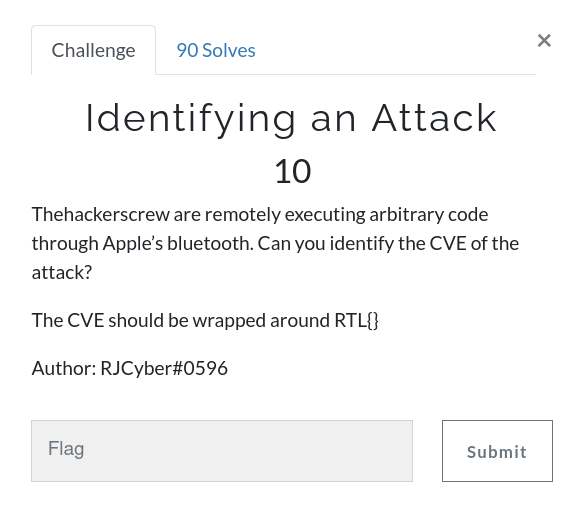 Challenge
90 Solves
×
Identifying an Attack
10
Thehackerscrew are remotely executing arbitrary code
through Apple’s bluetooth. Can you identify the CVE of the
attack?
The CVE should be wrapped around RTL{}
Author: RJCyber#0596
Flag
Submit